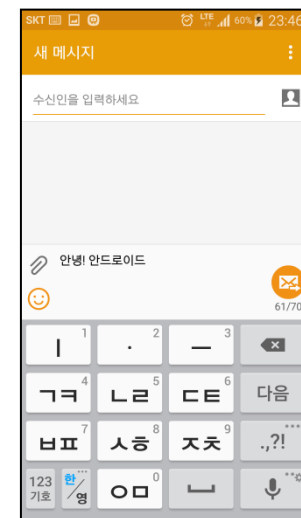 SKT LTE 60% 23:46
새 메시지
수신인을 입력하세요
안녕! 안드로이드
61/70
ㅣ 1 · 2 ㅡ 3
ㄱㅋ 4 ㄴㄹ 5 ㄷㅌ 6 다음
ㅂㅍ 7 ㅅㅎ 8 ㅈㅊ 9 .,?!
123 기호 한/영 ㅇㅁ 0